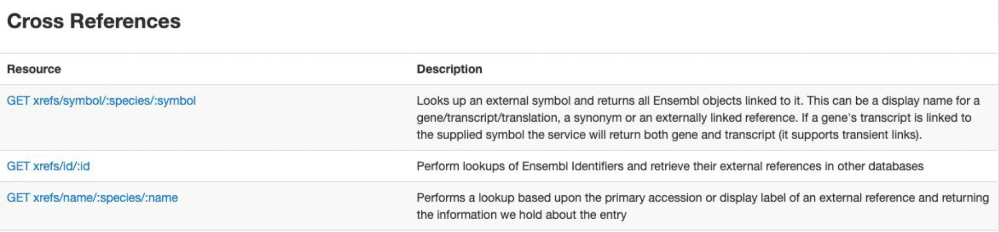 Cross References
Resource Description
GET xrefs/symbol/:species/:symbol Looks up an external symbol and returns all Ensembl objects linked to it. This can be a display name for a
gene/transcript/translation, a synonym or an externally linked reference. If a gene's transcript is linked to
the supplied symbol the service will return both gene and transcript (it supports transient links).
GET xrefs/id/:id Perform lookups of Ensembl Identifiers and retrieve their external references in other databases
GET xrefs/name/:species/:name Performs a lookup based upon the primary accession or display label of an external reference and returning
the information we hold about the entry